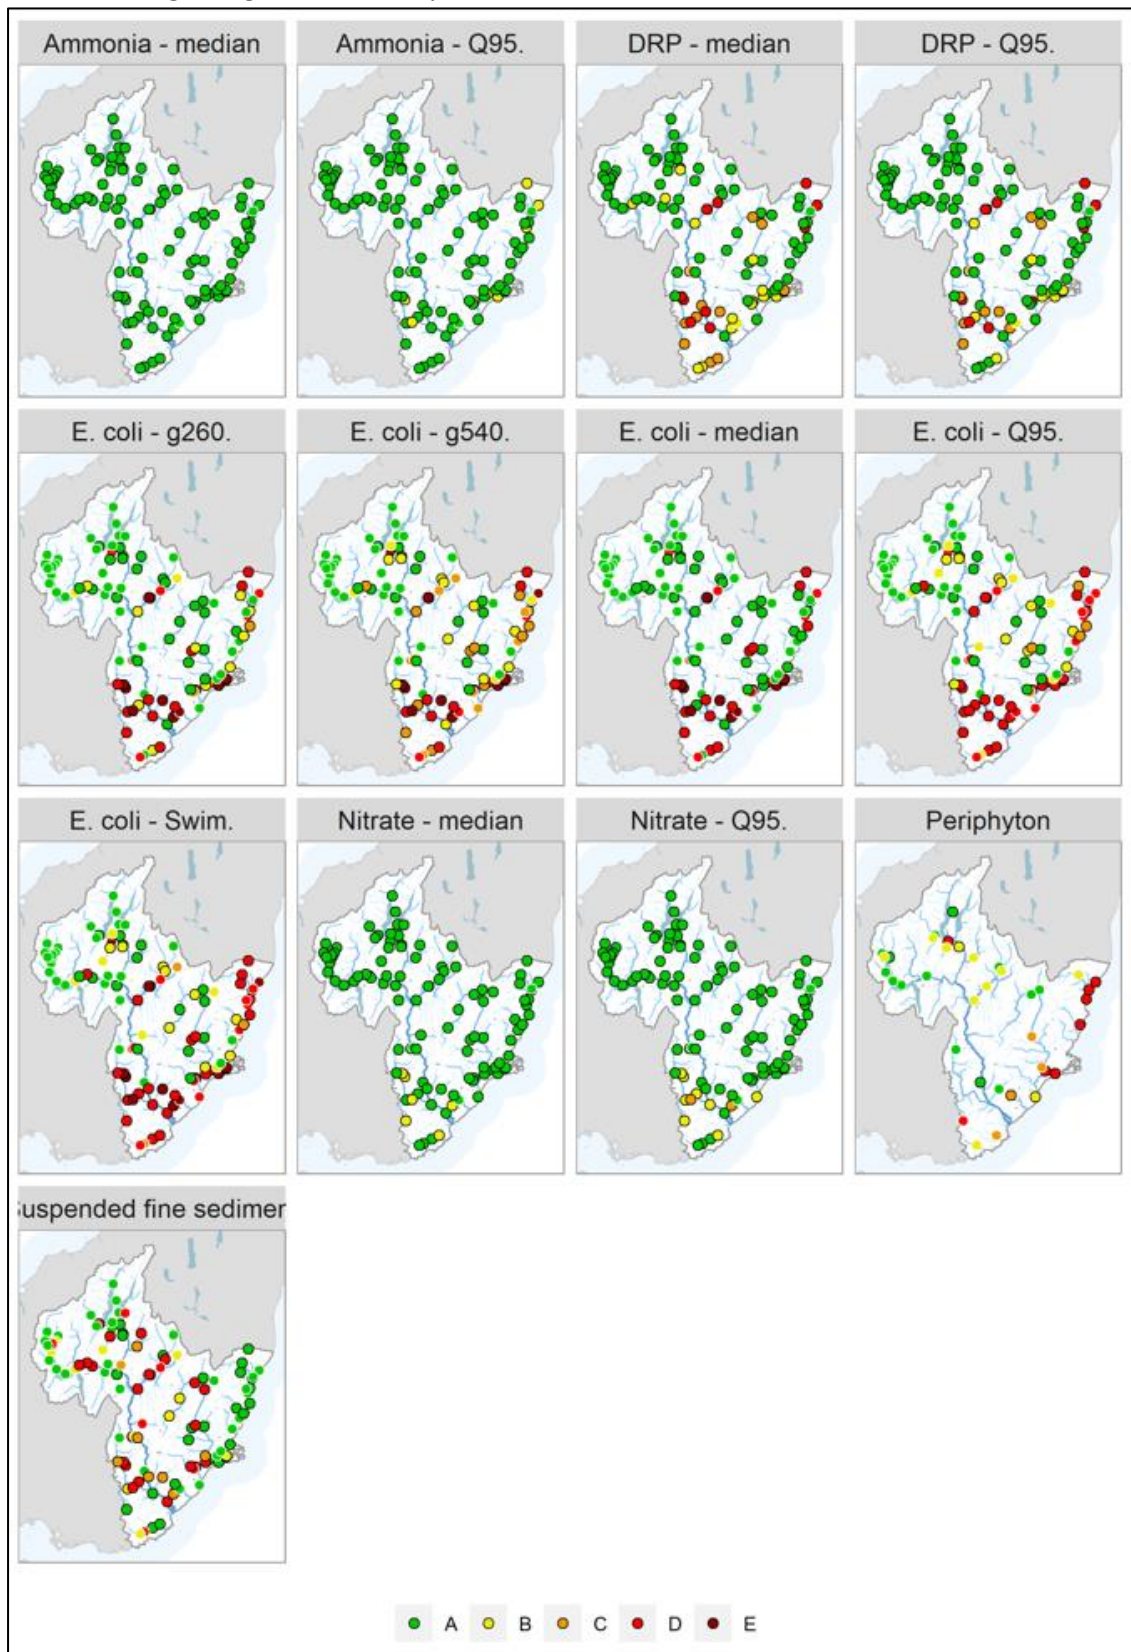 Ammonia - median
Ammonia - Q95.
DRP - median
DRP - Q95.
E. coli - g260.
E. coli - g540.
E. coli - median
E. coli - Q95.
E. coli - Swim.
Nitrate - median
Nitrate - Q95.
Periphyton
uspended fine sedimen
A B C D E